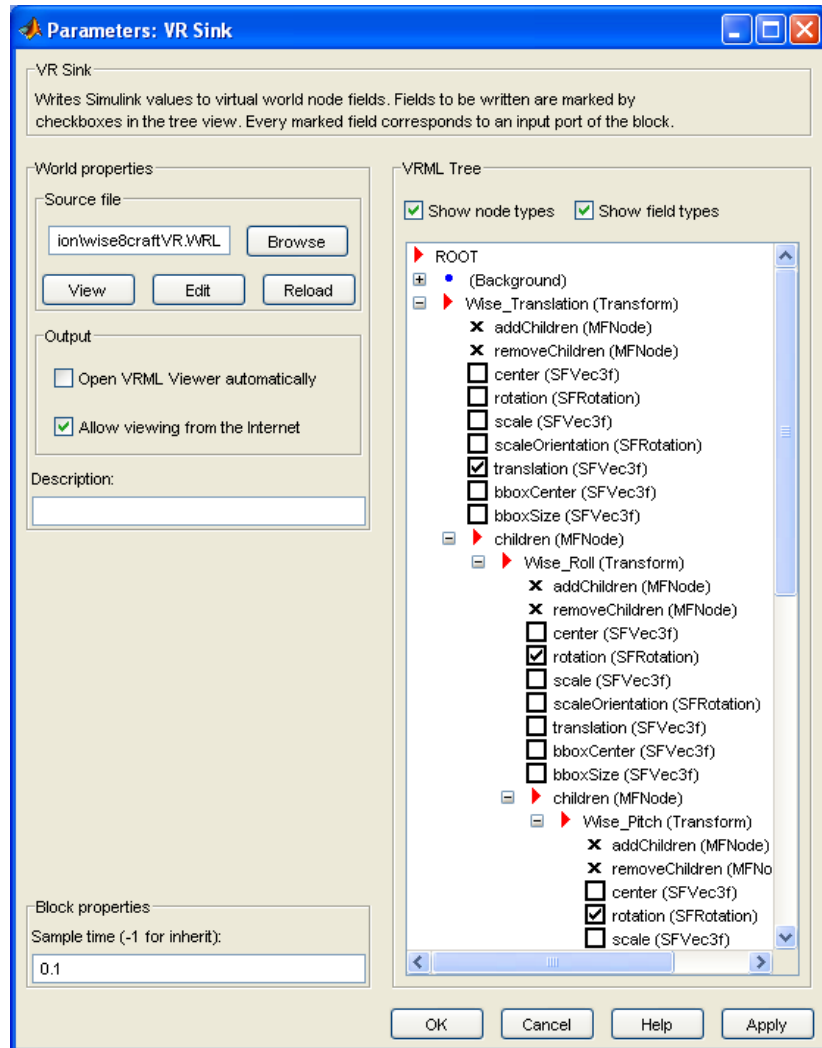 Parameters: VR Sink
VR Sink
Writes Simulink values to virtual world node fields. Fields to be written are marked by
checkboxes in the tree view. Every marked field corresponds to an input port of the block.
World properties
Source file
ion\wise8craftVR.WRL
Browse
View
Edit
Reload
Output
Open VRML Viewer automatically
Allow viewing from the Internet
Description:
Block properties
Sample time (-1 for inherit):
0.1
VRML Tree
Show node types
Show field types
ROOT
(Background)
Wise_Translation (Transform)
addChildren (MFNode)
removeChildren (MFNode)
center (SFVec3f)
rotation (SFRotation)
scale (SFVec3f)
scaleOrientation (SFRotation)
translation (SFVec3f)
bboxCenter (SFVec3f)
bboxSize (SFVec3f)
children (MFNode)
Wise_Roll (Transform)
addChildren (MFNode)
removeChildren (MFNode)
center (SFVec3f)
rotation (SFRotation)
scale (SFVec3f)
scaleOrientation (SFRotation)
translation (SFVec3f)
bboxCenter (SFVec3f)
bboxSize (SFVec3f)
children (MFNode)
Wise_Pitch (Transform)
addChildren (MFNode)
removeChildren (MFNo
center (SFVec3f)
rotation (SFRotation)
scale (SFVec3f)
OK
Cancel
Help
Apply